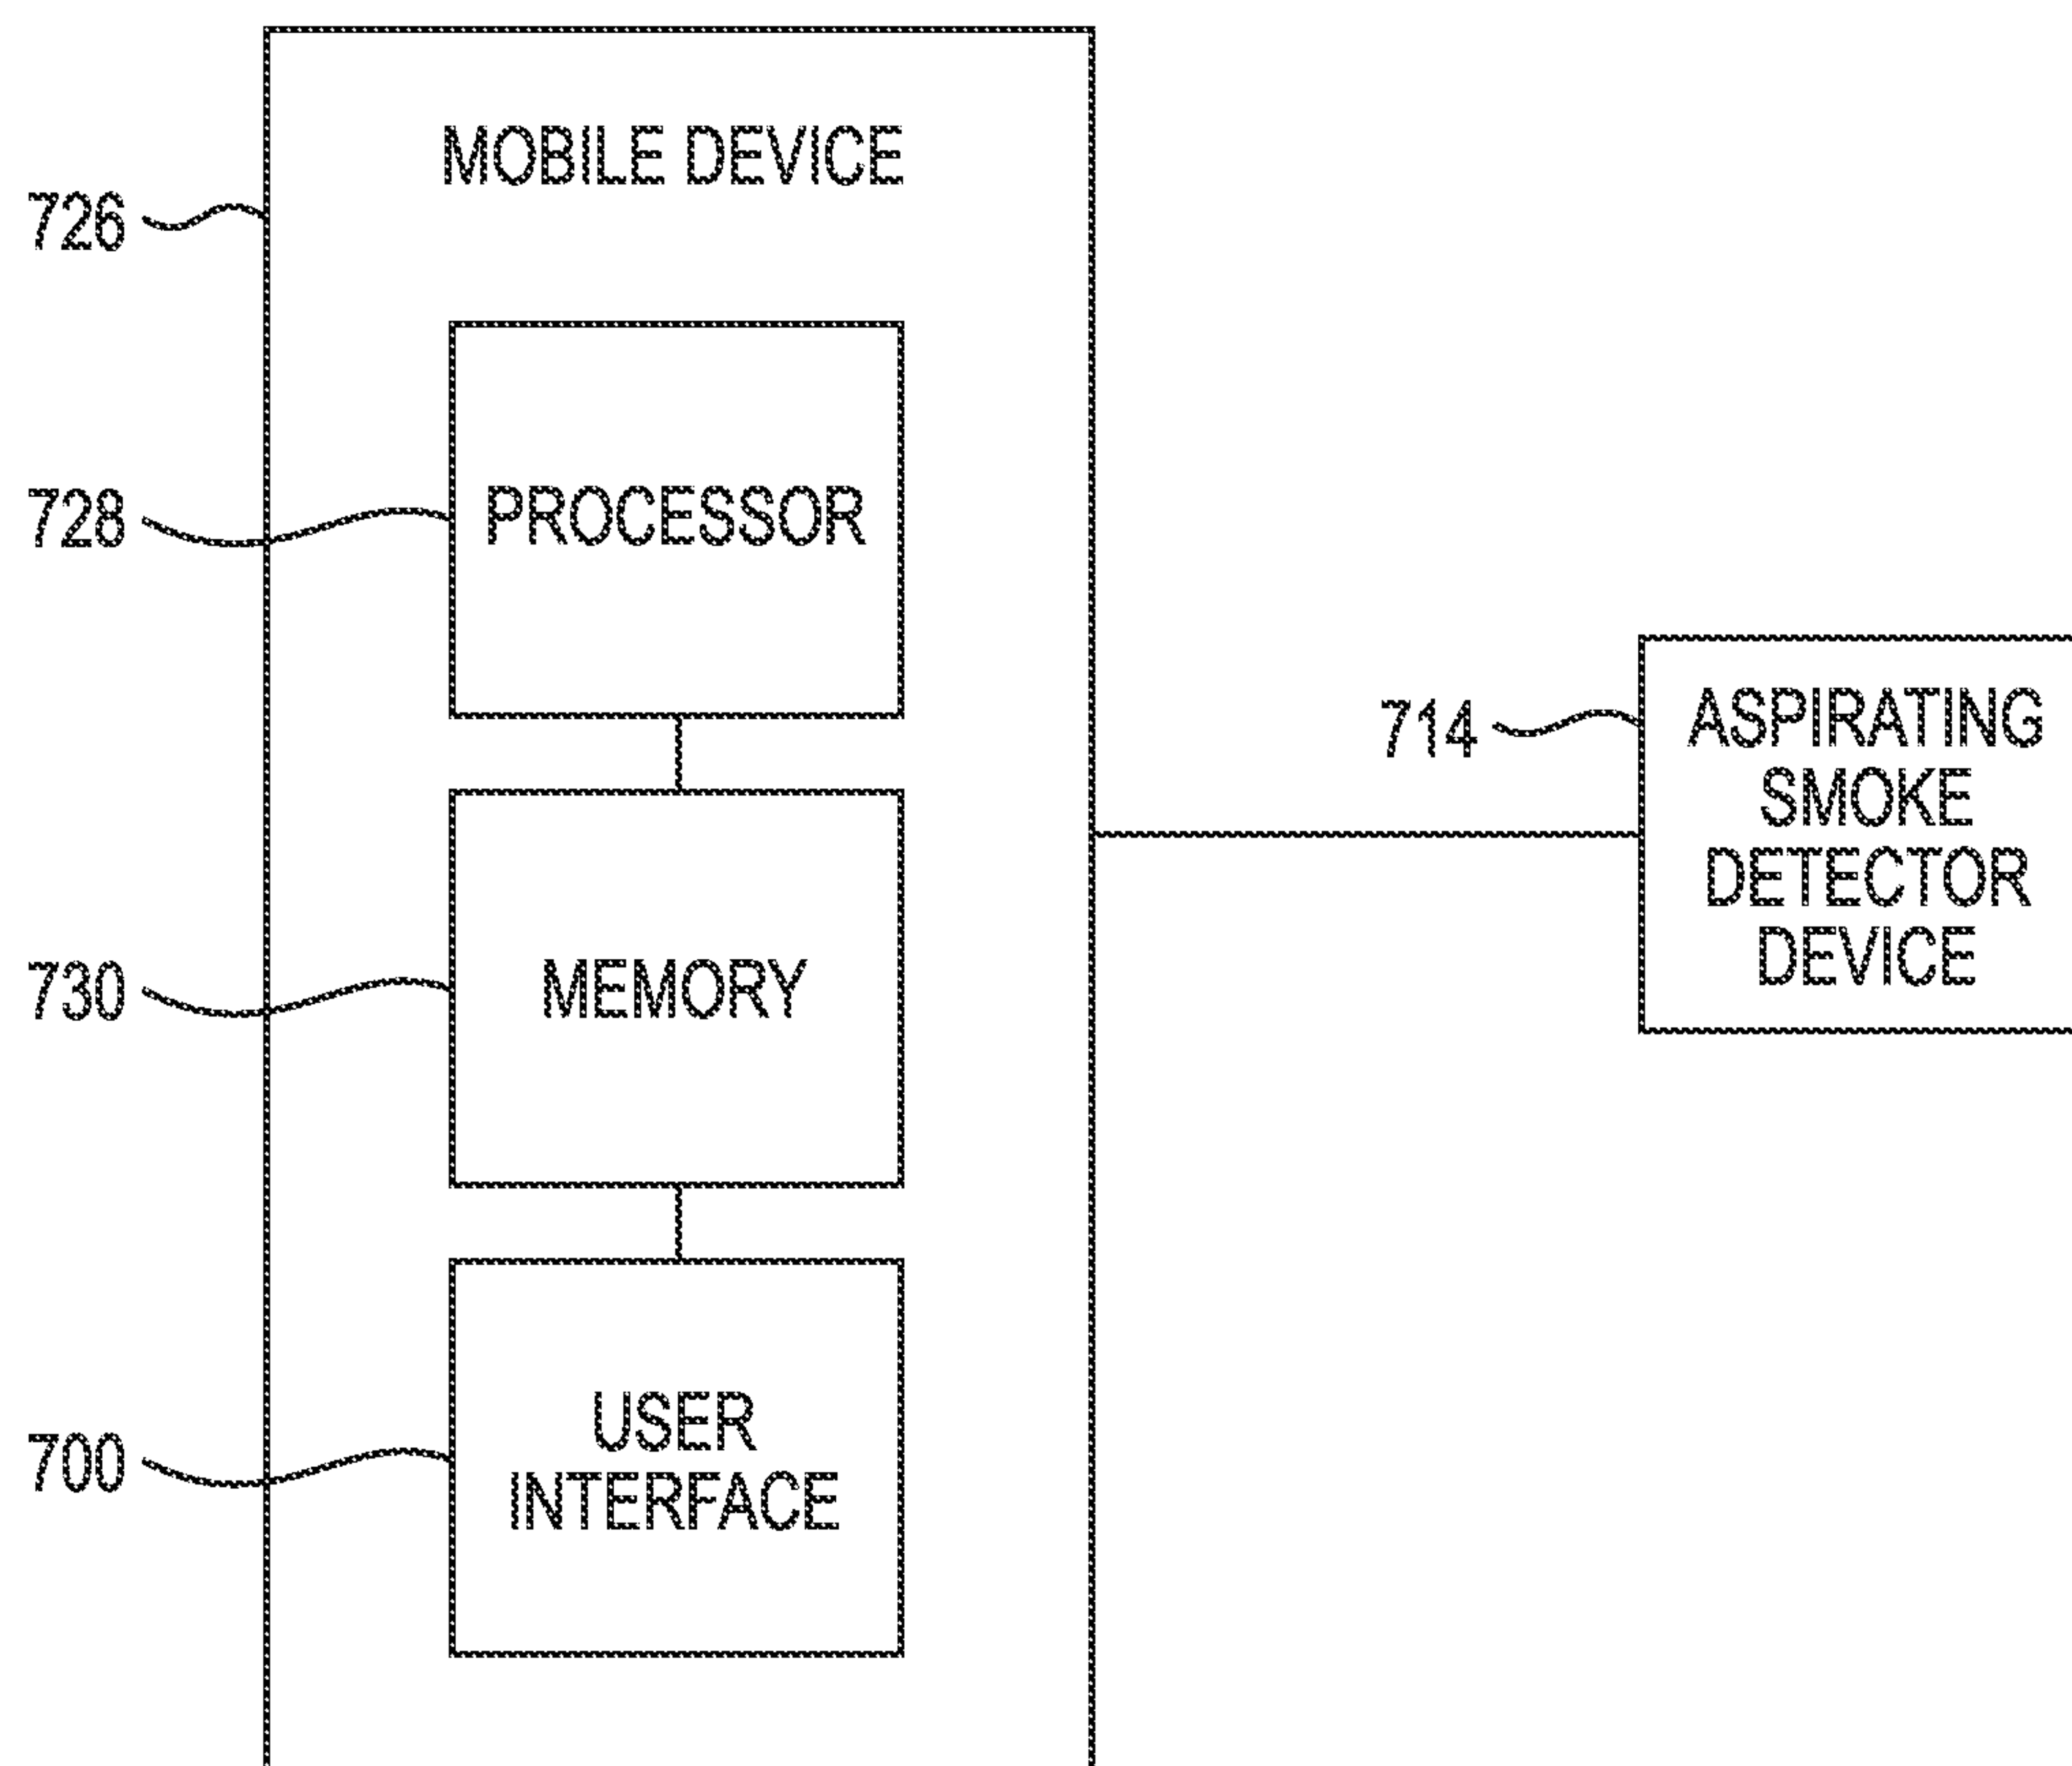 MOBILE DEVICE
726
728
PROCESSOR
714
ASPIRATING
SMOKE
DETECTOR
DEVICE
730
MEMORY
700
USER
INTERFACE